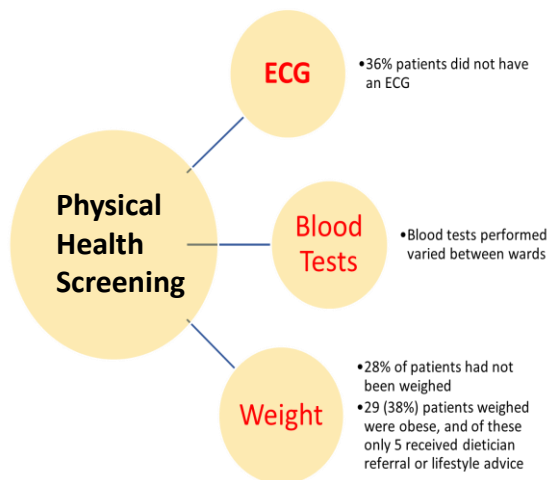 ECG
•36% patients did not have
an ECG
Physical
Health
Screening
Blood
Tests
•Blood tests performed
varied between wards
Weight
•28% of patients had not
been weighed
•29 (38%) patients weighed
were obese, and of these
only 5 received dietician
referral or lifestyle advice